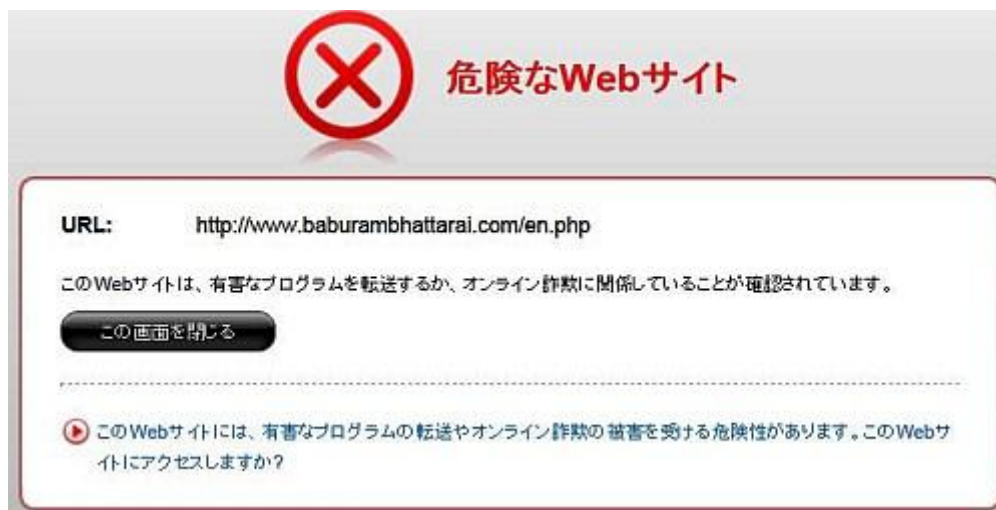 危険なWebサイト
URL: http://www.baburambhattarai.com/en.php
このWebサイトは、有害なプログラムを転送するか、オンライン詐欺に関係していることが確認されています。
この画面を閉じる
このWebサイトには、有害なプログラムの転送やオンライン詐欺の被害を受ける危険性があります。このWebサ
イトにアクセスしますか?